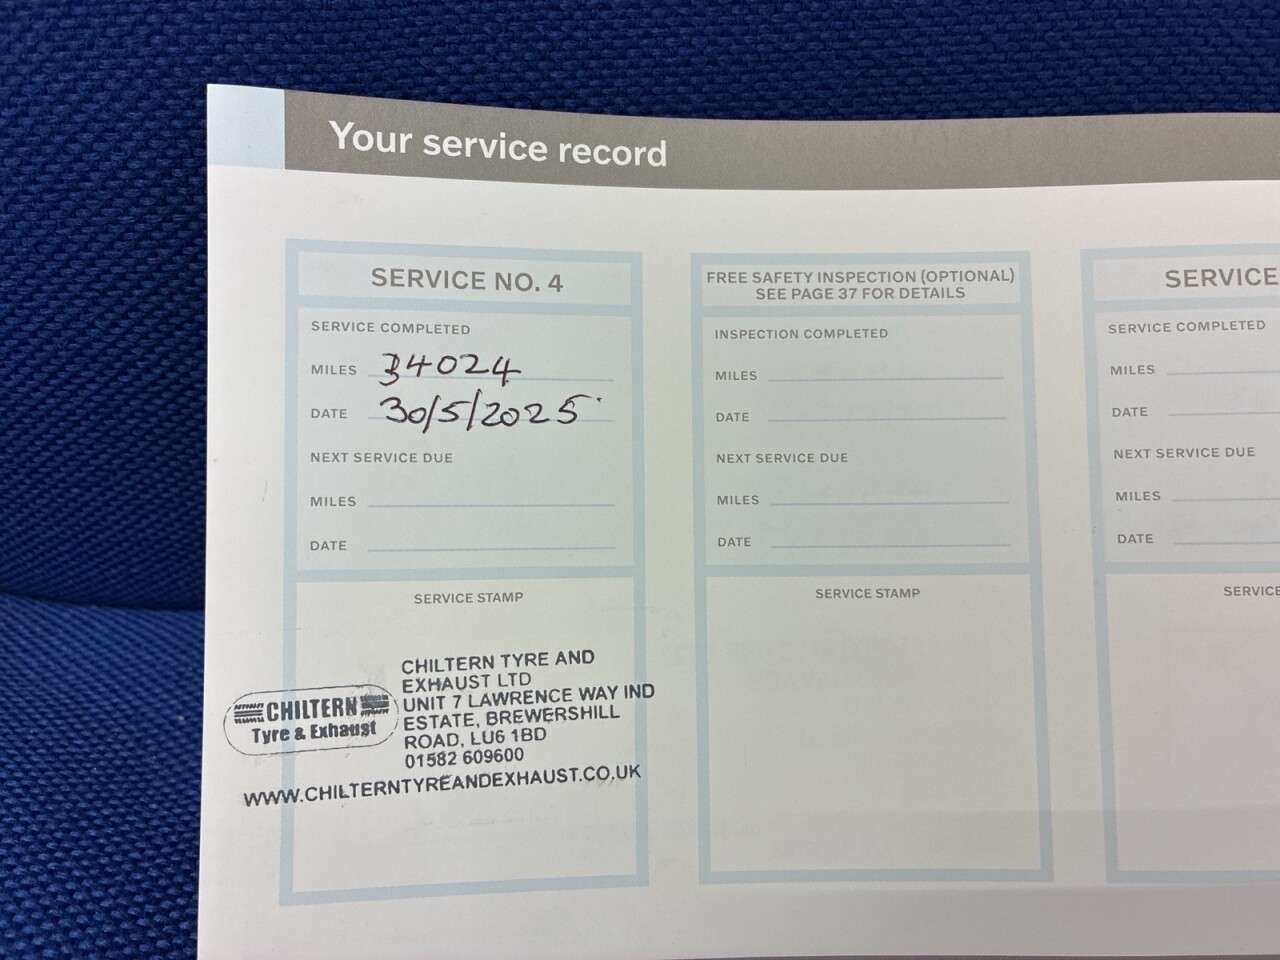 Your service record
SERVICE NO. 4
SERVICE COMPLETED
MILES 34024
DATE 30/5/2025
NEXT SERVICE DUE
MILES
DATE
SERVICE STAMP
CHILTERN
Tyre & Exhaust
CHILTERN TYRE AND
EXHAUST LTD
UNIT 7 LAWRENCE WAY IND
ESTATE, BREWERSHILL
ROAD, LU6 1BD
01582 609600
WWW.CHILTERNTYREANDEXHAUST.CO.UK
FREE SAFETY INSPECTION (OPTIONAL)
SEE PAGE 37 FOR DETAILS
INSPECTION COMPLETED
MILES
DATE
NEXT SERVICE DUE
MILES
DATE
SERVICE STAMP
SERVICE
SERVICE COMPLETED
MILES
DATE
NEXT SERVICE DUE
MILES
DATE
SERVICE